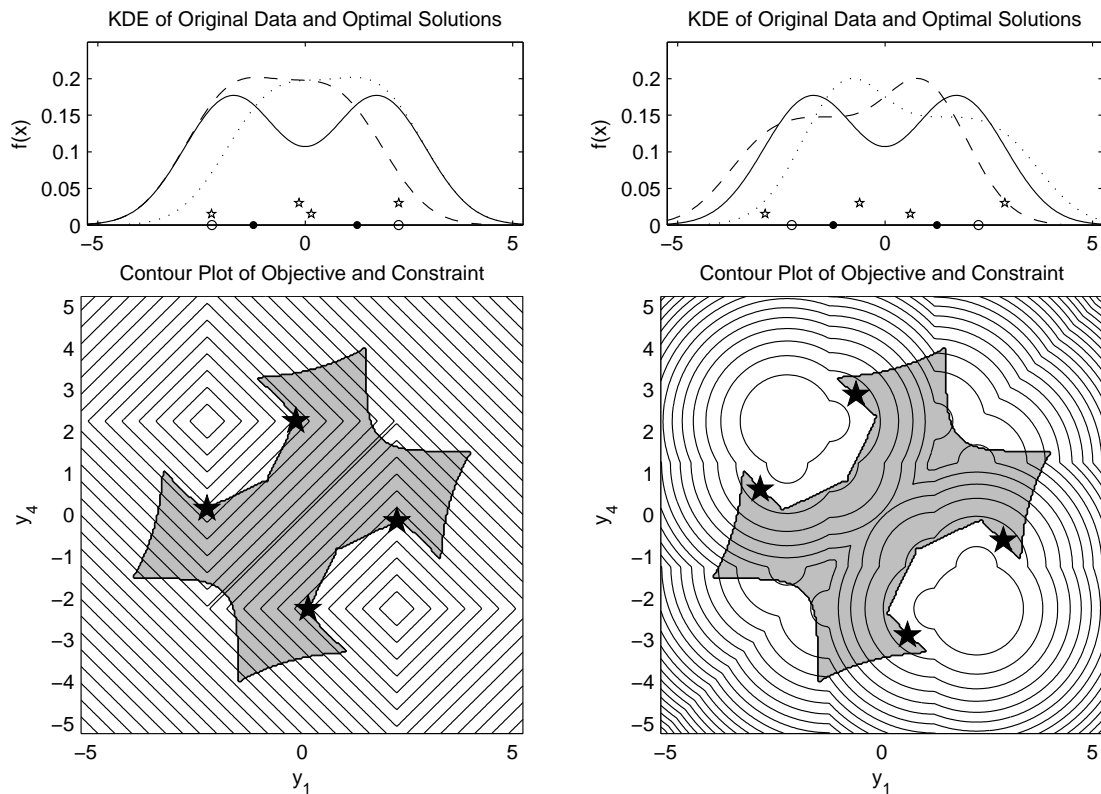 KDE of Original Data and Optimal Solutions
f(x)
0.2
0.15
0.1
0.05
0
−5 0 5
Contour Plot of Objective and Constraint
y4
5
4
3
2
1
0
−1
−2
−3
−4
−5
−5 0 5
y1
KDE of Original Data and Optimal Solutions
f(x)
0.2
0.15
0.1
0.05
0
−5 0 5
Contour Plot of Objective and Constraint
y4
5
4
3
2
1
0
−1
−2
−3
−4
−5
−5 0 5
y1